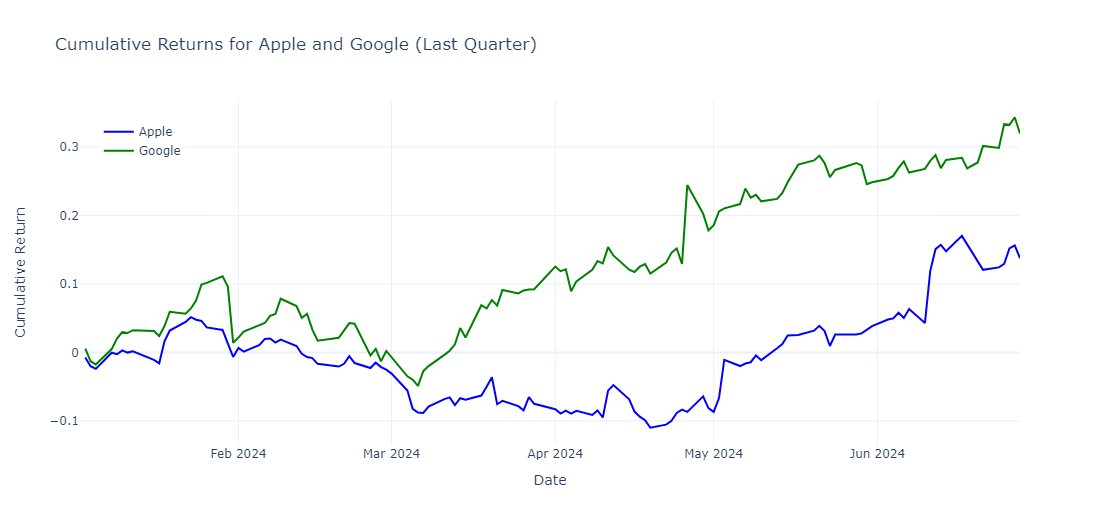 Cumulative Returns for Apple and Google (Last Quarter)
Apple
Google
0.3
0.2
0.1
0
−0.1
Cumulative Return
Feb 2024
Mar 2024
Apr 2024
May 2024
Jun 2024
Date